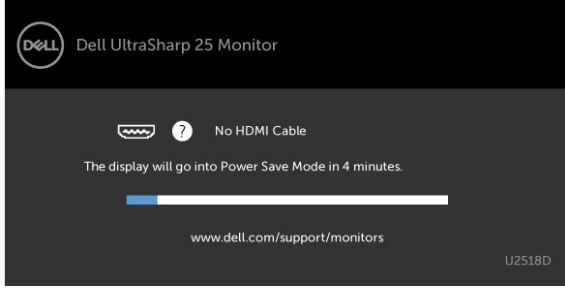 DELL
Dell UltraSharp 25 Monitor
? No HDMI Cable
The display will go into Power Save Mode in 4 minutes.
www.dell.com/support/monitors
U2518D